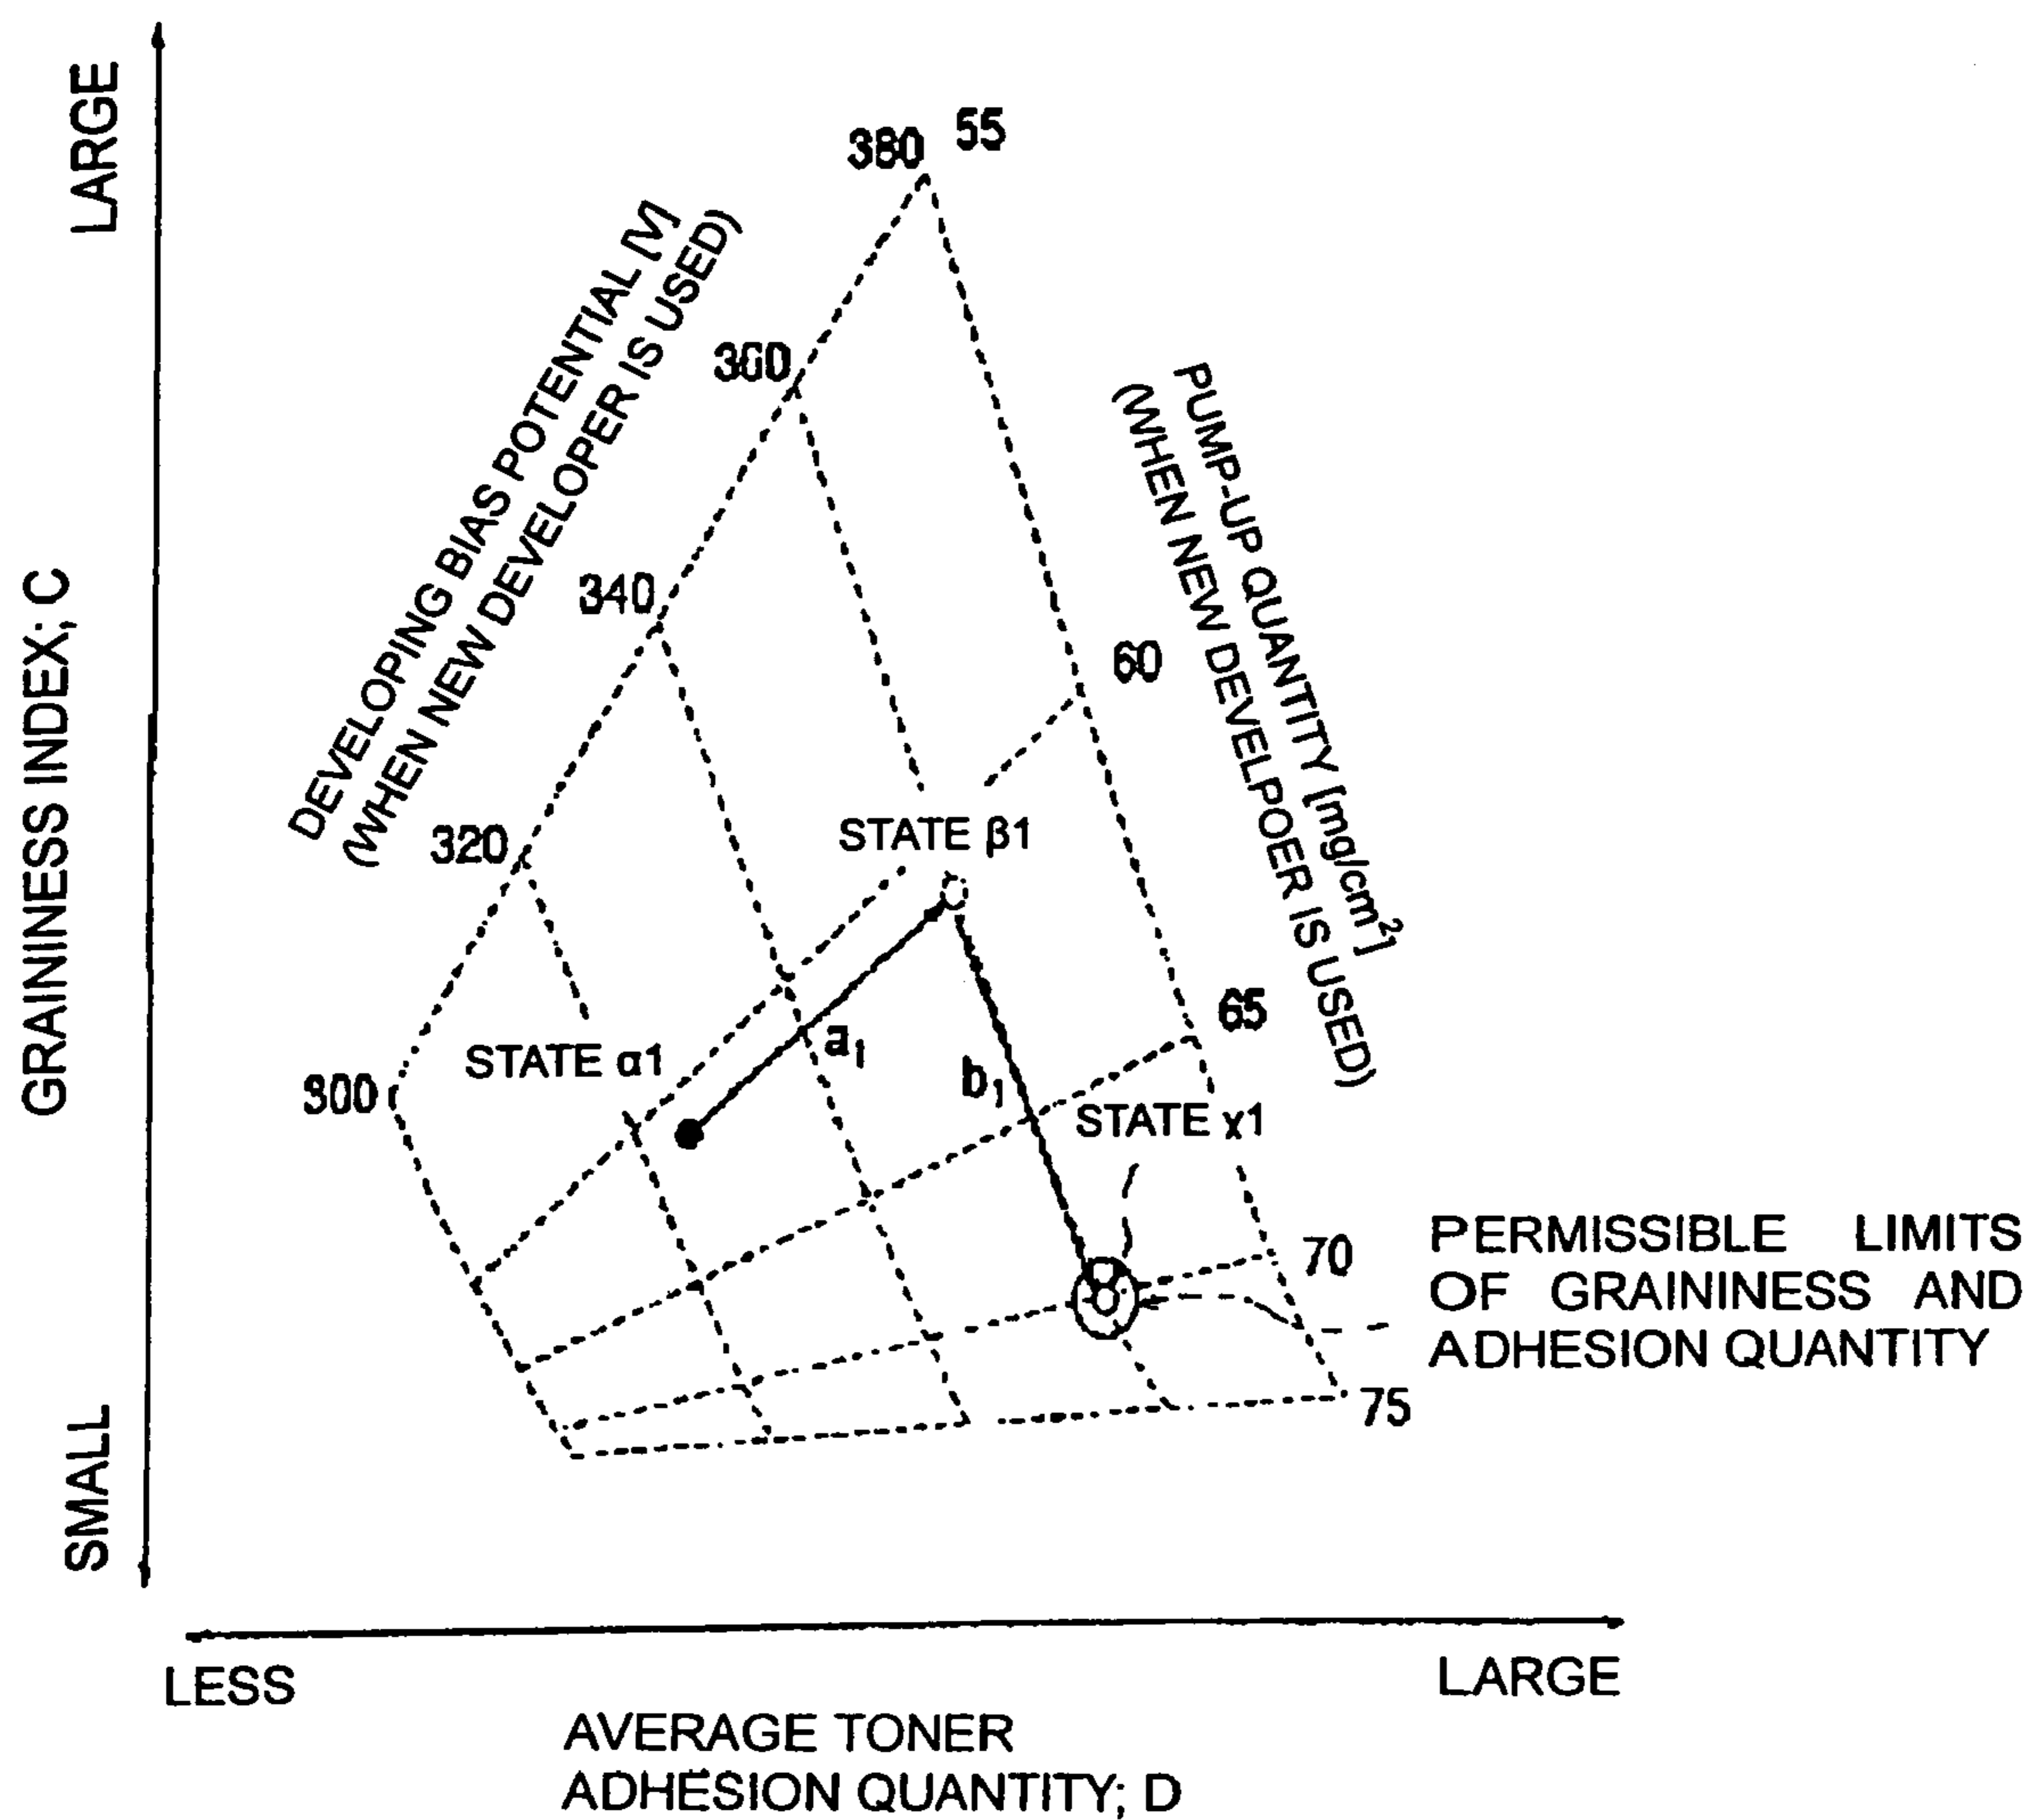 LARGE
GRAININESS INDEX; C
SMALL
DEVELOPING BIAS POTENTIAL [V]
(WHEN NEW DEVELOPER IS USED)
380
55
360
340
320
300
PUMP-UP QUANTITY [mg/cm2]
(WHEN NEW DEVELPOER IS USED)
60
STATE β1
65
a1
STATE α1
b1
STATE χ1
70
PERMISSIBLE LIMITS
OF GRAININESS AND
ADHESION QUANTITY
75
LESS
LARGE
AVERAGE TONER
ADHESION QUANTITY; D